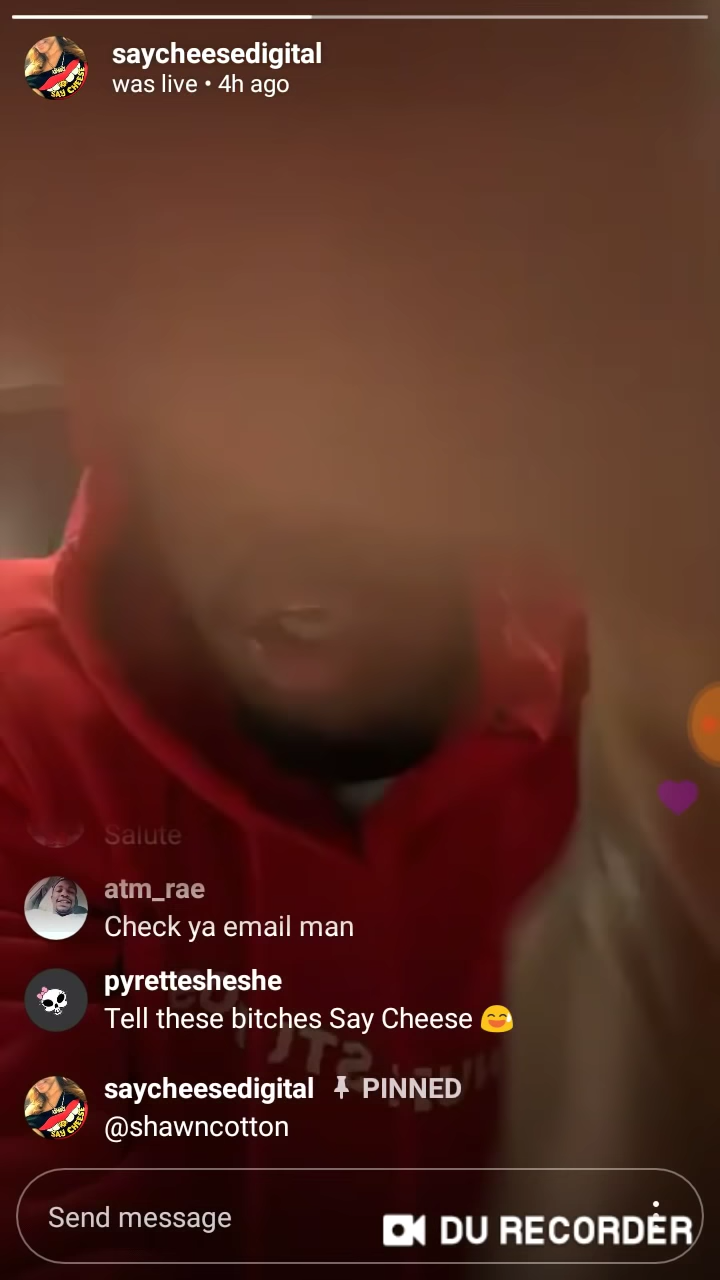 saycheesedigital
was live • 4h ago
Salute
atm_rae
Check ya email man
pyrettesheshe
Tell these bitches Say Cheese 😅
saycheesedigital PINNED
@shawncotton
Send message
DU RECORDER